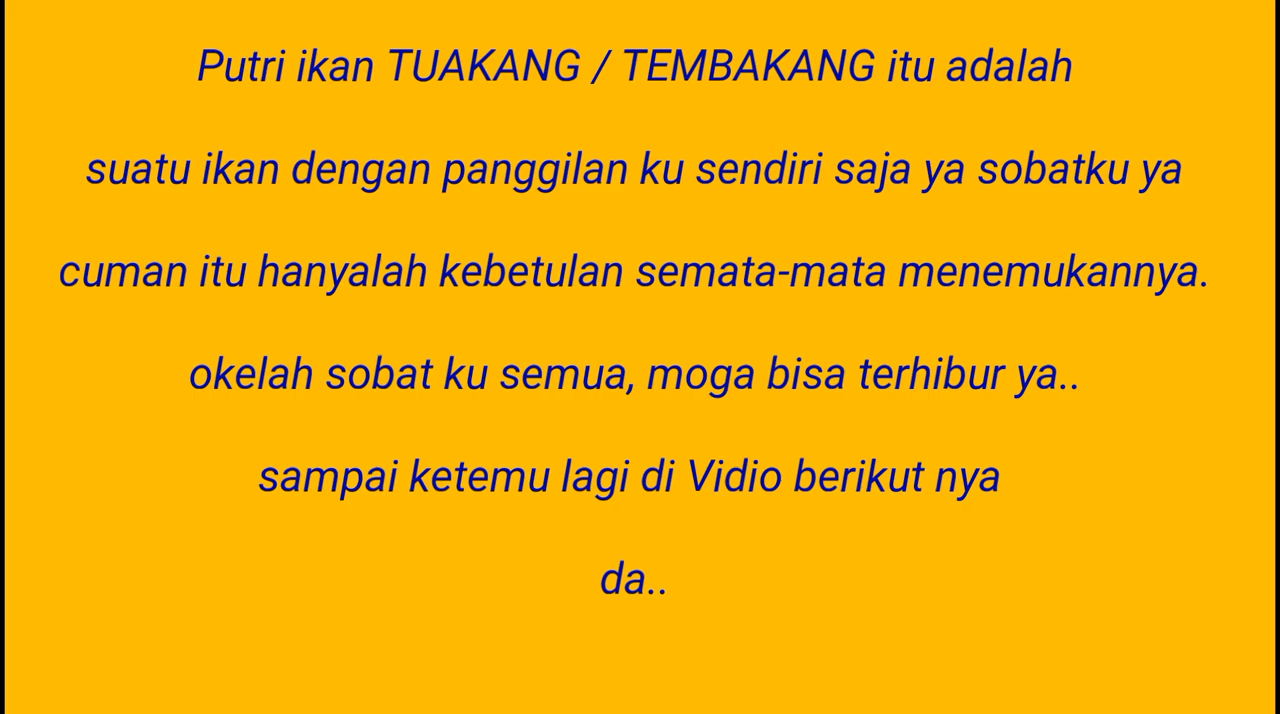 Putri ikan TUAKANG / TEMBAKANG itu adalah
suatu ikan dengan panggilan ku sendiri saja ya sobatku ya
cuman itu hanyalah kebetulan semata-mata menemukannya.
okelah sobat ku semua, moga bisa terhibur ya..
sampai ketemu lagi di Vidio berikut nya
da..